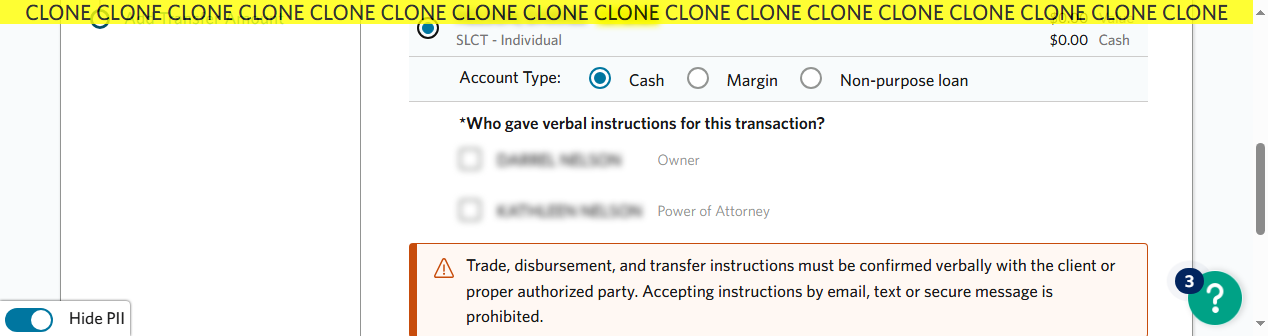 CLONE CLONE CLONE CLONE CLONE CLONE CLONE CLONE CLONE CLONE CLONE CLONE CLONE CLONE CLONE CLONE CLONE
SLCT - Individual
$0.00 Cash
Account Type: Cash Margin Non-purpose loan
*Who gave verbal instructions for this transaction?
Owner
Power of Attorney
Trade, disbursement, and transfer instructions must be confirmed verbally with the client or
proper authorized party. Accepting instructions by email, text or secure message is
prohibited.
3
?
Hide PII